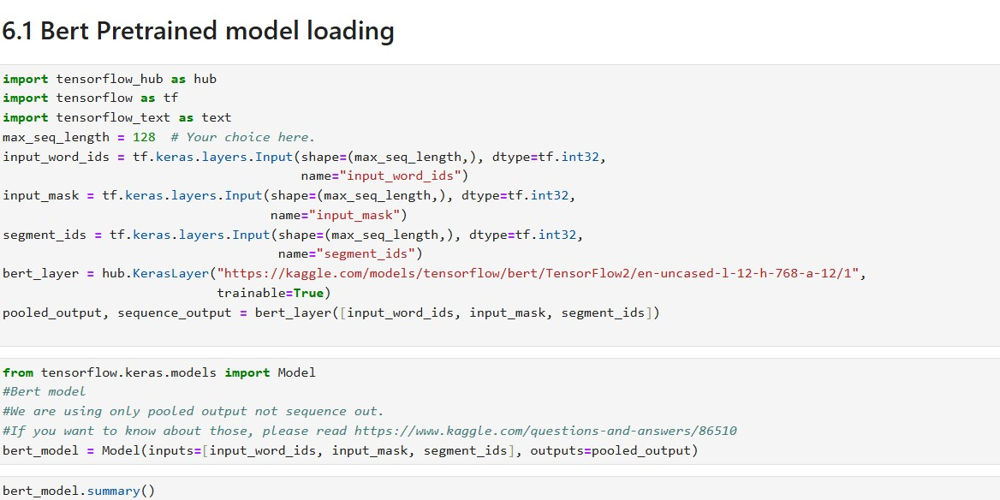 6.1 Bert Pretrained model loading
import tensorflow_hub as hub
import tensorflow as tf
import tensorflow_text as text
max_seq_length = 128  # Your choice here.
input_word_ids = tf.keras.layers.Input(shape=(max_seq_length,), dtype=tf.int32,
                                       name="input_word_ids")
input_mask = tf.keras.layers.Input(shape=(max_seq_length,), dtype=tf.int32,
                                   name="input_mask")
segment_ids = tf.keras.layers.Input(shape=(max_seq_length,), dtype=tf.int32,
                                    name="segment_ids")
bert_layer = hub.KerasLayer("https://kaggle.com/models/tensorflow/bert/TensorFlow2/en-uncased-l-12-h-768-a-12/1",
                            trainable=True)
pooled_output, sequence_output = bert_layer([input_word_ids, input_mask, segment_ids])
from tensorflow.keras.models import Model
#Bert model
#We are using only pooled output not sequence out.
#If you want to know about those, please read https://www.kaggle.com/questions-and-answers/86510
bert_model = Model(inputs=[input_word_ids, input_mask, segment_ids], outputs=pooled_output)
bert_model.summary()